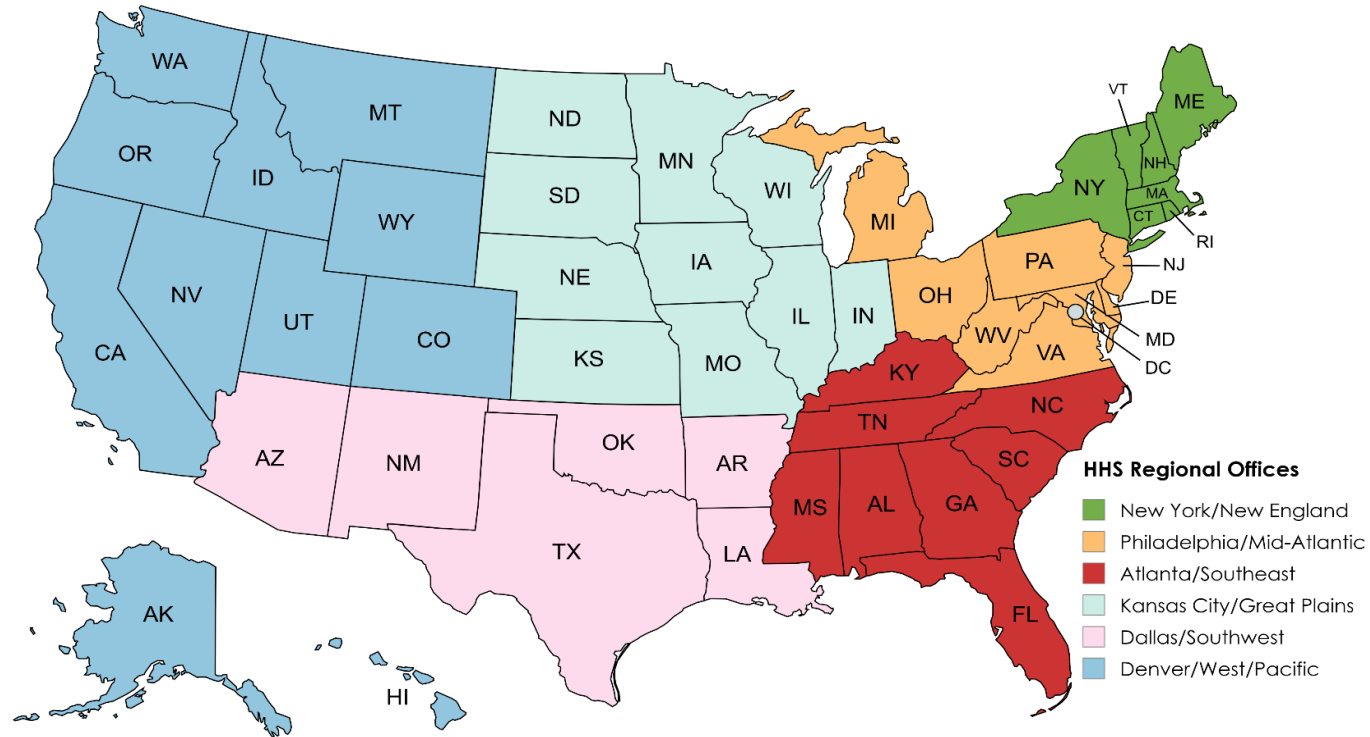 WA
MT
ND
MN
VT
ME
OR
ID
SD
WI
NH
NY
MA
WY
MI
CT
RI
IA
PA
NJ
NE
NV
OH
DE
UT
IL
IN
CO
WV
MD
CA
KS
MO
VA
DC
KY
NC
TN
OK
AZ
NM
AR
SC
HHS Regional Offices
MS
AL
GA
New York/New England
Philadelphia/Mid-Atlantic
TX
LA
Atlanta/Southeast
Kansas City/Great Plains
AK
FL
Dallas/Southwest
Denver/West/Pacific
HI